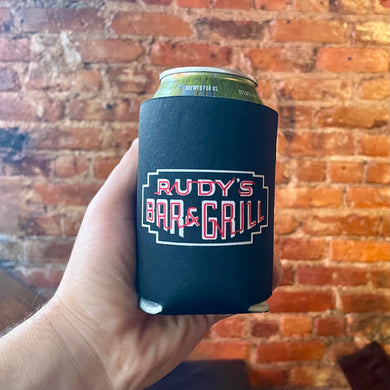 BREWED FOR US.
RUDY'S
BAR & GRILL